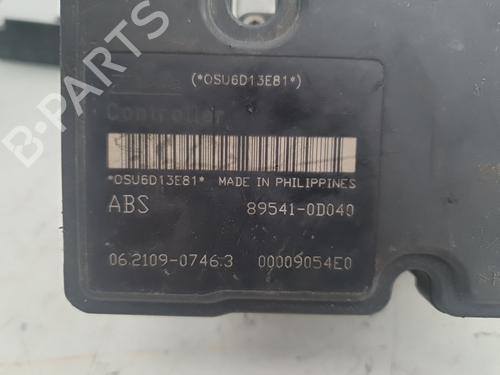 (*OSU6D13E81*)
Controller
*OSU6D13E81* MADE IN PHILIPPINES
ABS 89541-0D040
06.2109-0746.3 00009054E0
B-PARTS